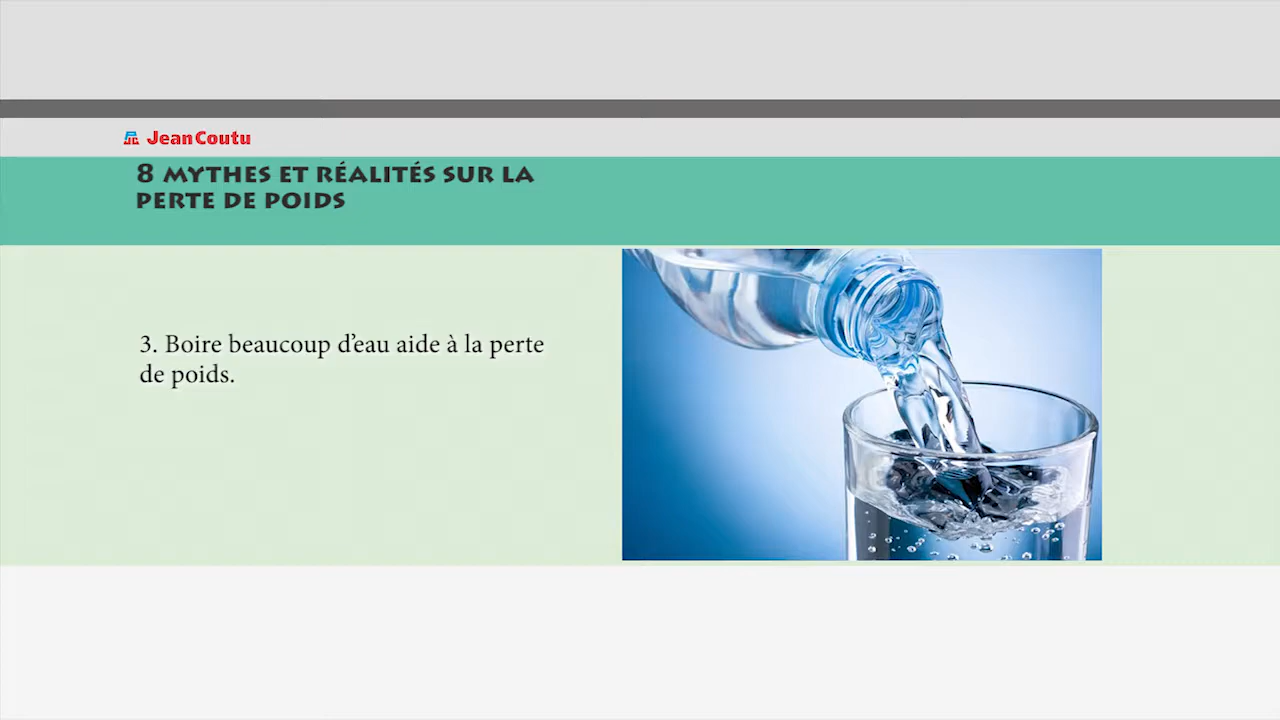 Jean Coutu
8 MYTHES ET RÉALITÉS SUR LA
PERTE DE POIDS
3. Boire beaucoup d'eau aide à la perte
de poids.